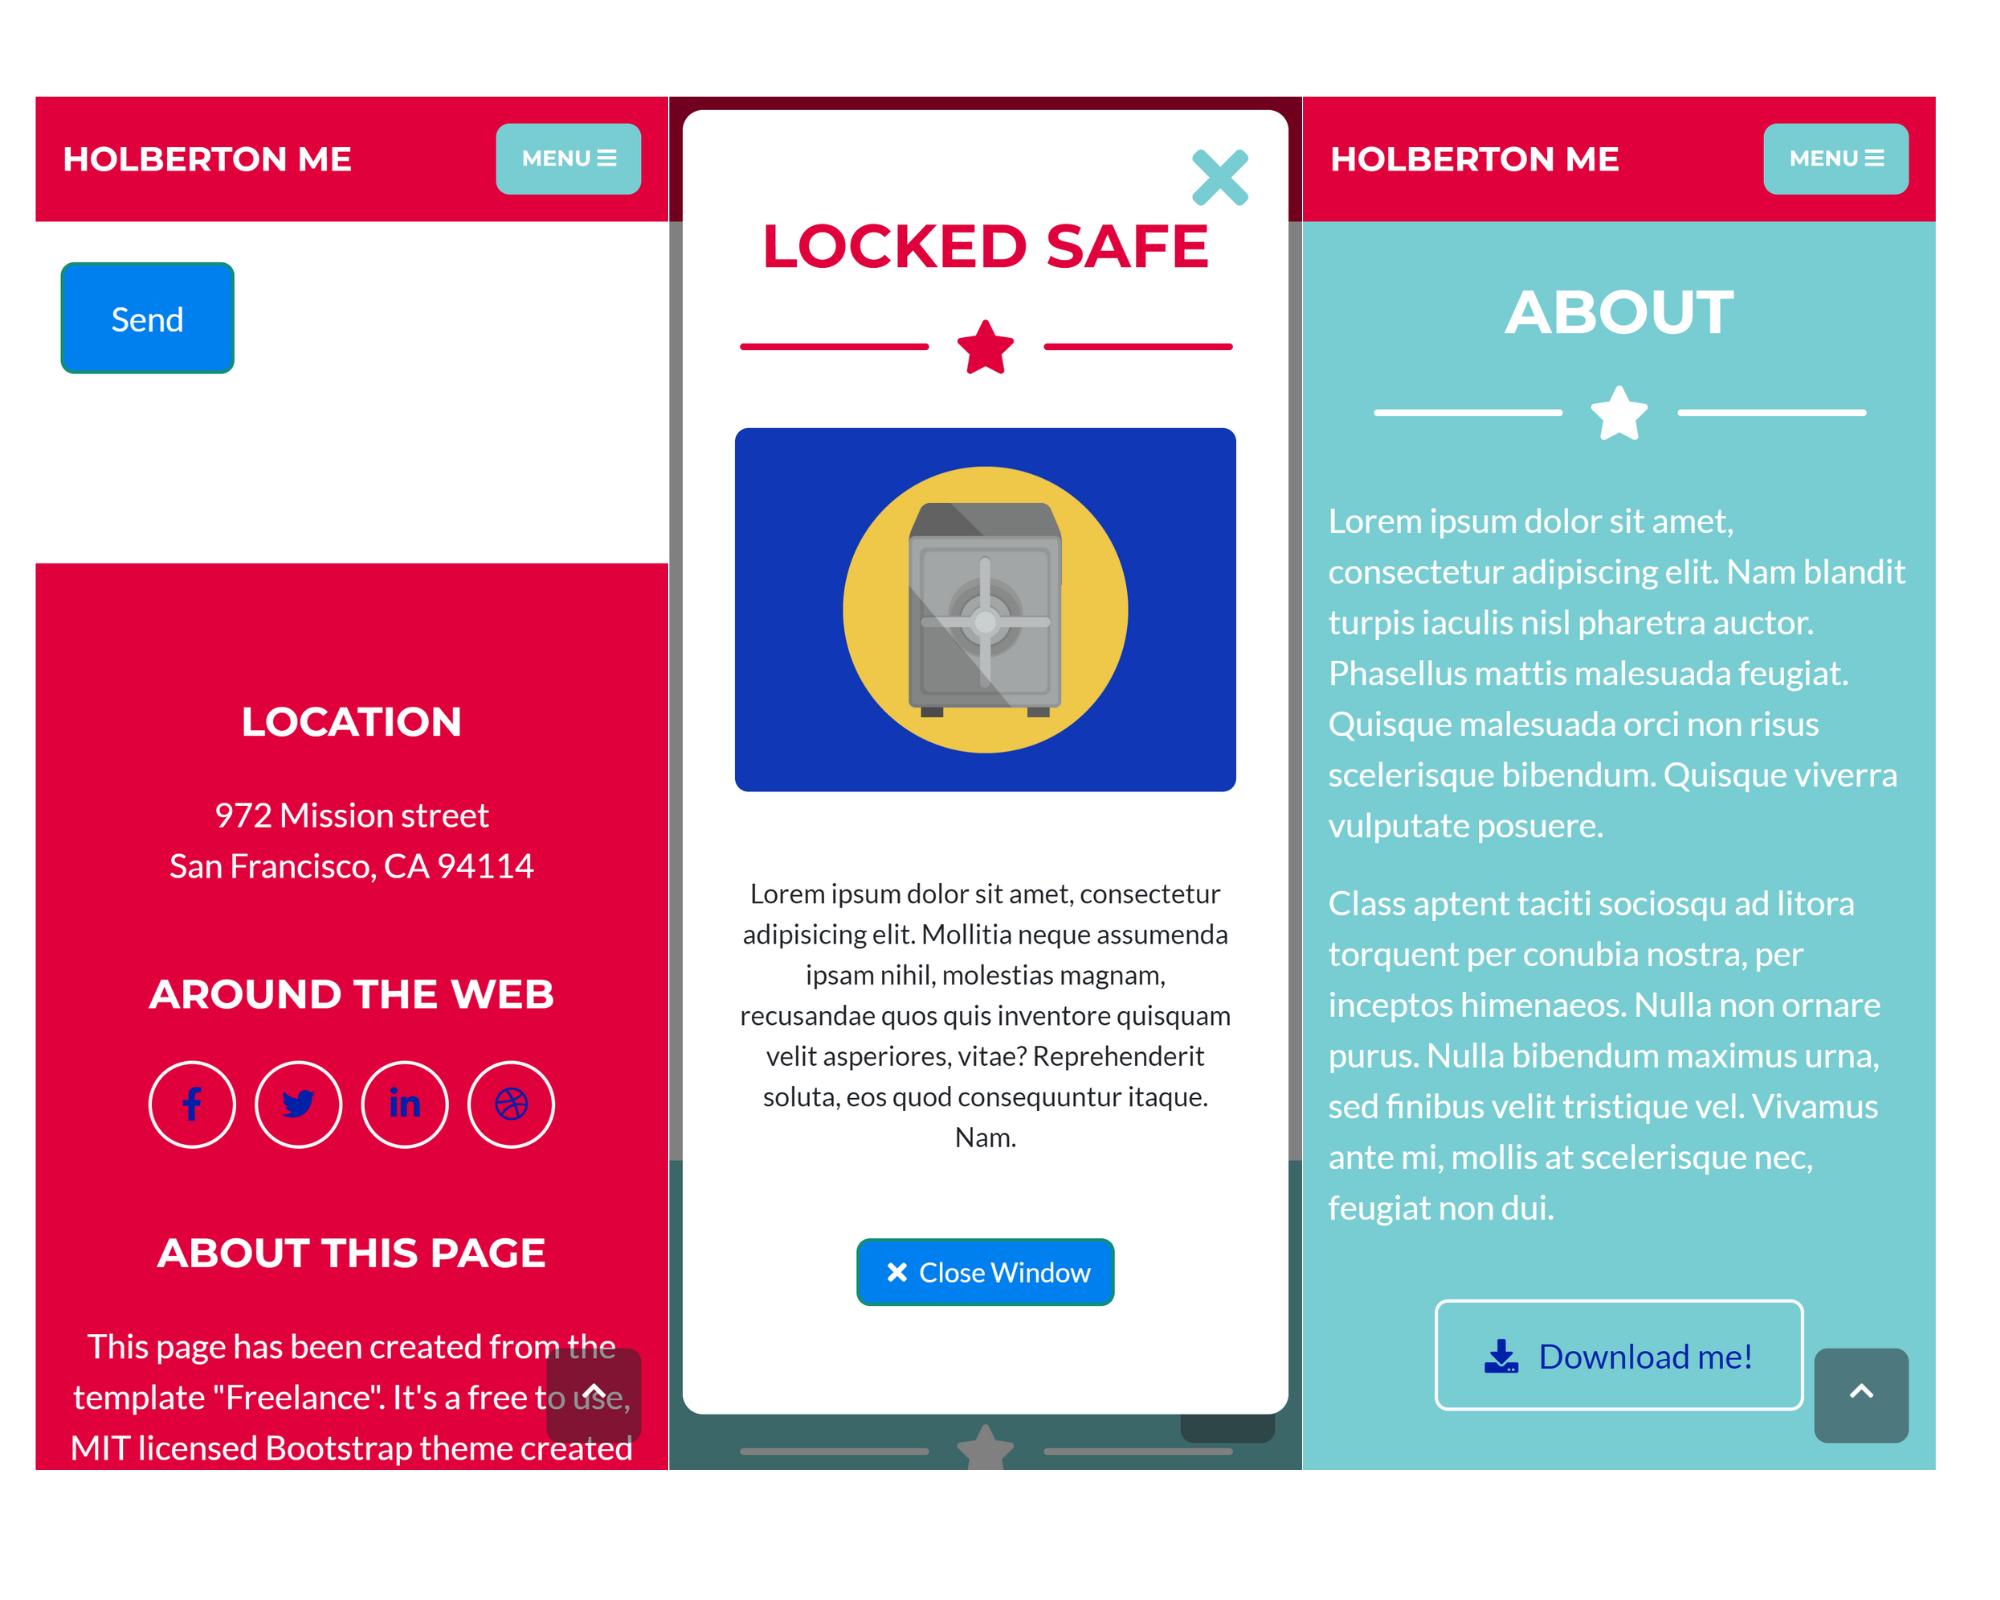 HOLBERTON ME
MENU
Send
LOCATION
972 Mission street
San Francisco, CA 94114
AROUND THE WEB
ABOUT THIS PAGE
This page has been created from the
template "Freelance". It's a free to use,
MIT licensed Bootstrap theme created
LOCKED SAFE
Lorem ipsum dolor sit amet, consectetur
adipisicing elit. Mollitia neque assumenda
ipsam nihil, molestias magnam,
recusandae quos quis inventore quisquam
velit asperiores, vitae? Reprehenderit
soluta, eos quod consequuntur itaque.
Nam.
Close Window
HOLBERTON ME
MENU
ABOUT
Lorem ipsum dolor sit amet,
consectetur adipiscing elit. Nam blandit
turpis iaculis nisl pharetra auctor.
Phasellus mattis malesuada feugiat.
Quisque malesuada orci non risus
scelerisque bibendum. Quisque viverra
vulputate posuere.
Class aptent taciti sociosqu ad litora
torquent per conubia nostra, per
inceptos himenaeos. Nulla non ornare
purus. Nulla bibendum maximus urna,
sed finibus velit tristique vel. Vivamus
ante mi, mollis at scelerisque nec,
feugiat non dui.
Download me!